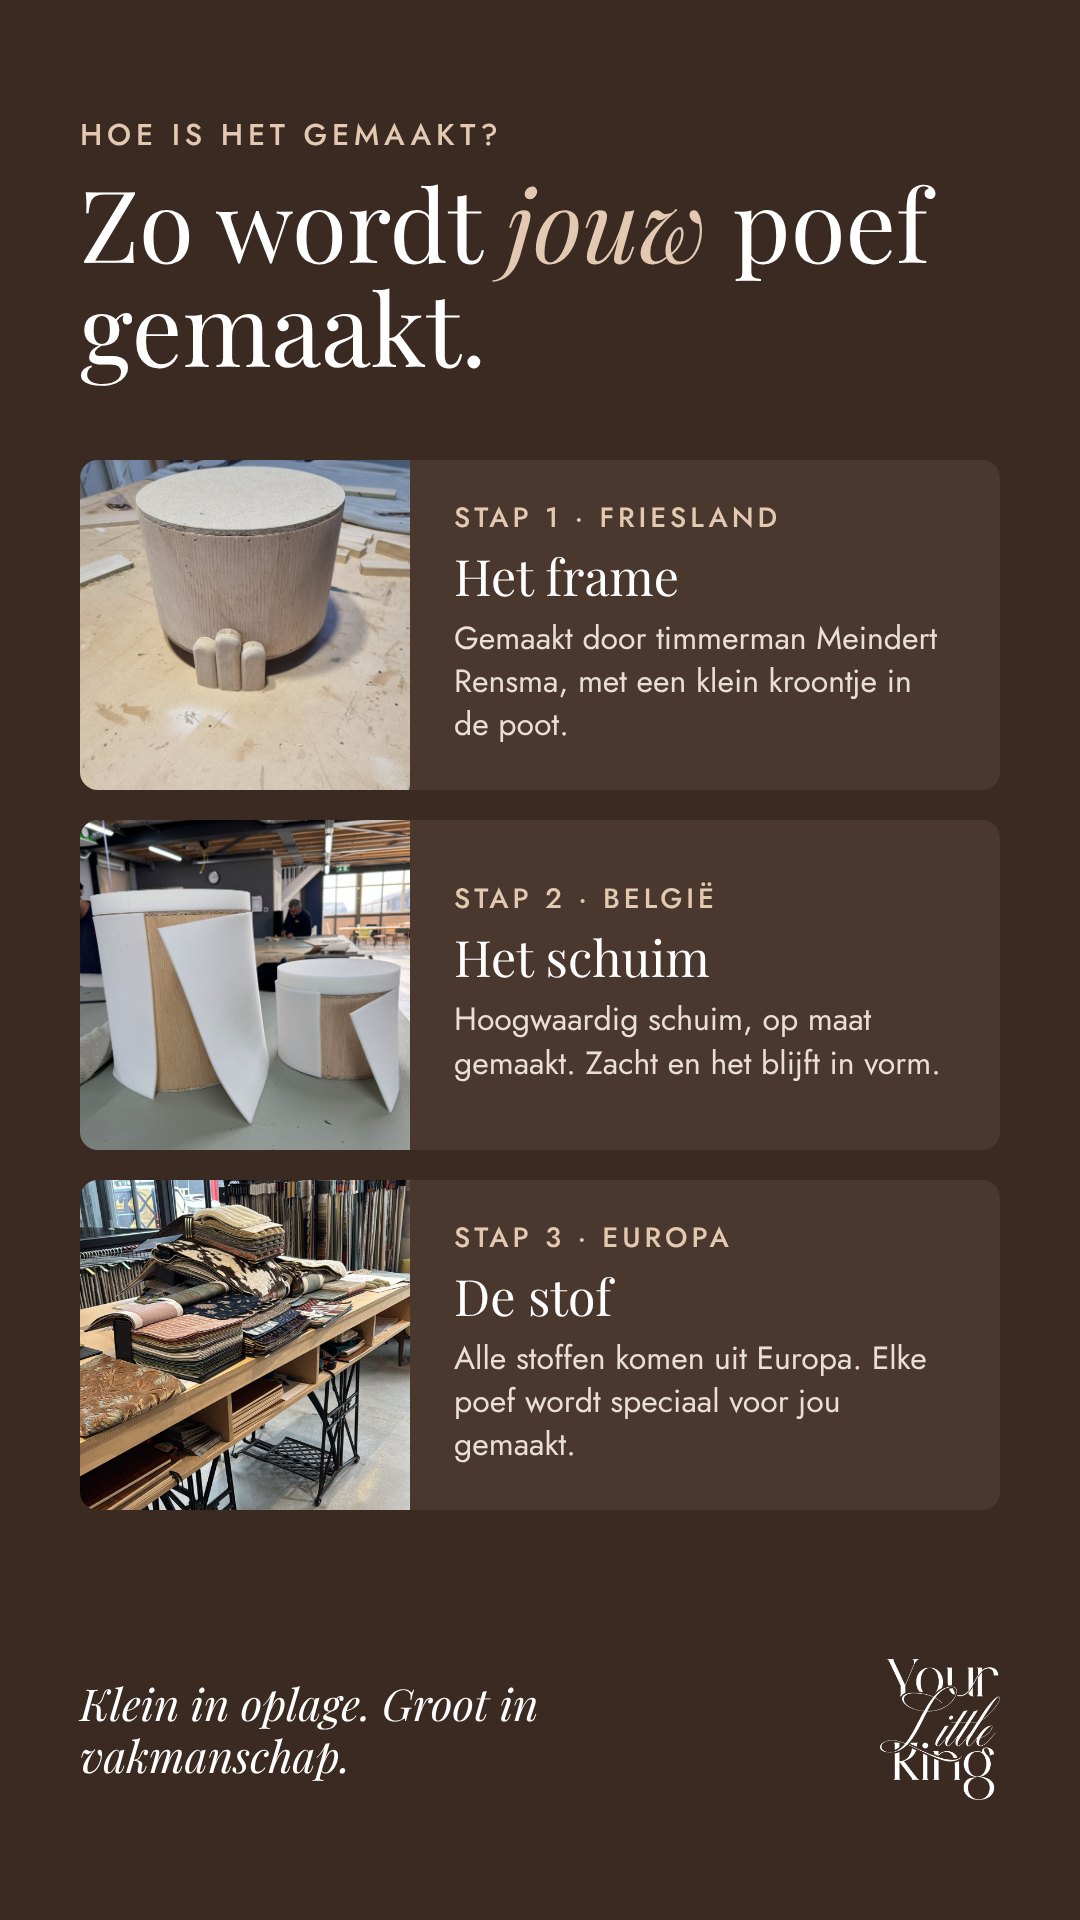 HOE IS HET GEMAAKT?
Zo wordt jouw poef
gemaakt.
STAP 1 · FRIESLAND
Het frame
Gemaakt door timmerman Meindert
Rensma, met een klein kroontje in
de poot.
STAP 2 · BELGIË
Het schuim
Hoogwaardig schuim, op maat
gemaakt. Zacht en het blijft in vorm.
STAP 3 · EUROPA
De stof
Alle stoffen komen uit Europa. Elke
poef wordt speciaal voor jou
gemaakt.
Klein in oplage. Groot in
vakmanschap.
Your
Little
King